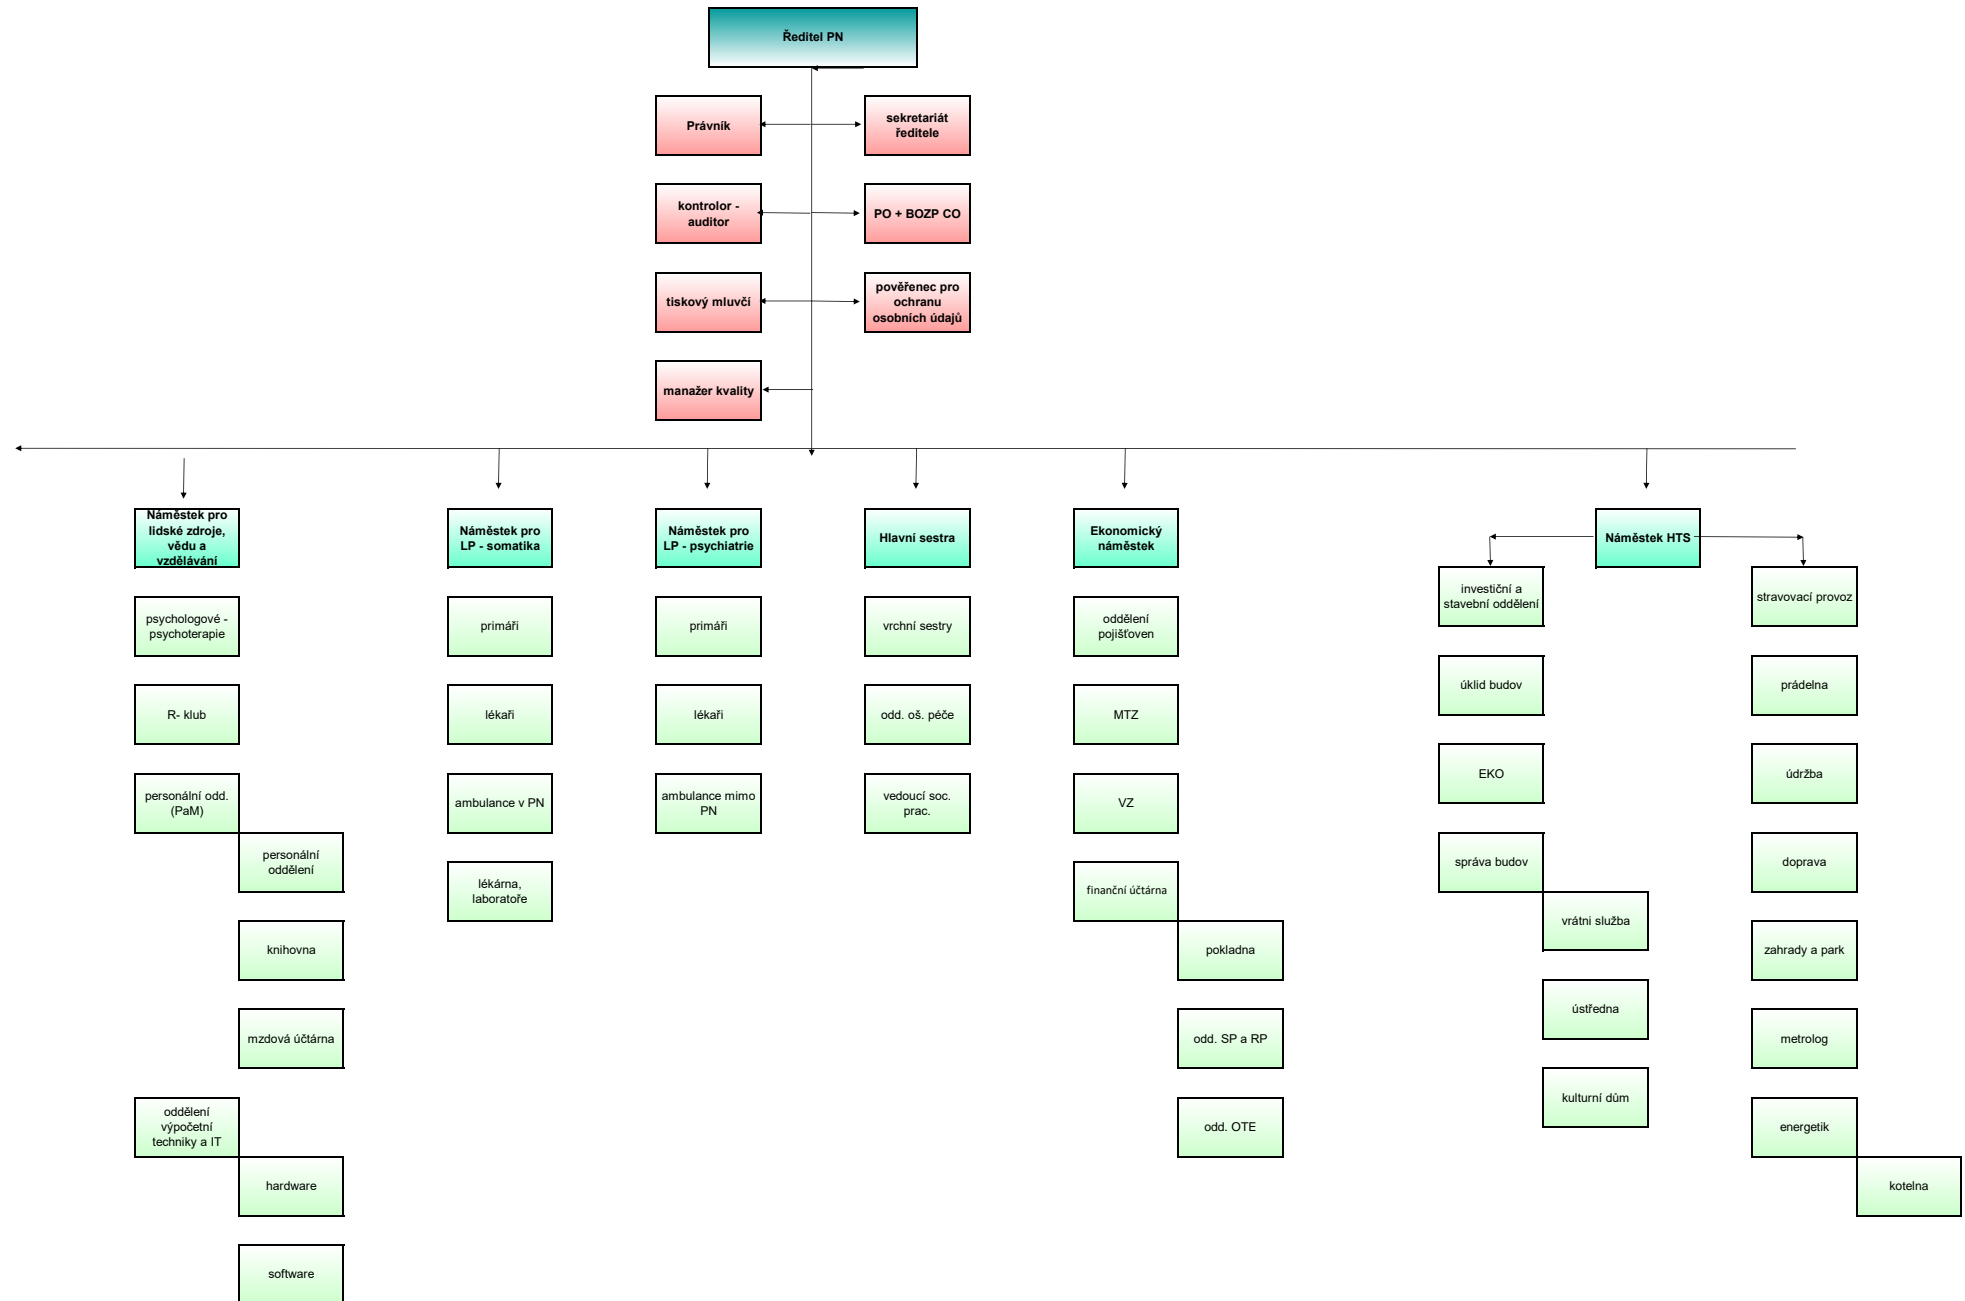 Ředitel PN
Právník
sekretariát
ředitele
kontrolor -
auditor
PO + BOZP CO
tiskový mluvčí
pověřenec pro
ochranu
osobních údajů
manažer kvality
Náměstek pro
lidské zdroje,
vědu a
vzdělávání
Náměstek pro
LP - somatika
Náměstek pro
LP - psychiatrie
Hlavní sestra
Ekonomický
náměstek
Náměstek HTS
psychologové -
psychoterapie
R- klub
personální odd.
(PaM)
personální
oddělení
knihovna
mzdová účtárna
oddělení
výpočetní
techniky a IT
hardware
software
primáři
lékaři
ambulance v PN
lékárna,
laboratoře
primáři
lékaři
ambulance mimo
PN
vrchní sestry
odd. oš. péče
vedoucí soc.
prac.
oddělení
pojišťoven
MTZ
VZ
finanční účtárna
pokladna
odd. SP a RP
odd. OTE
investiční a
stavební oddělení
úklid budov
EKO
správa budov
vrátni služba
ústředna
kulturní dům
stravovací provoz
prádelna
údržba
doprava
zahrady a park
metrolog
energetik
kotelna